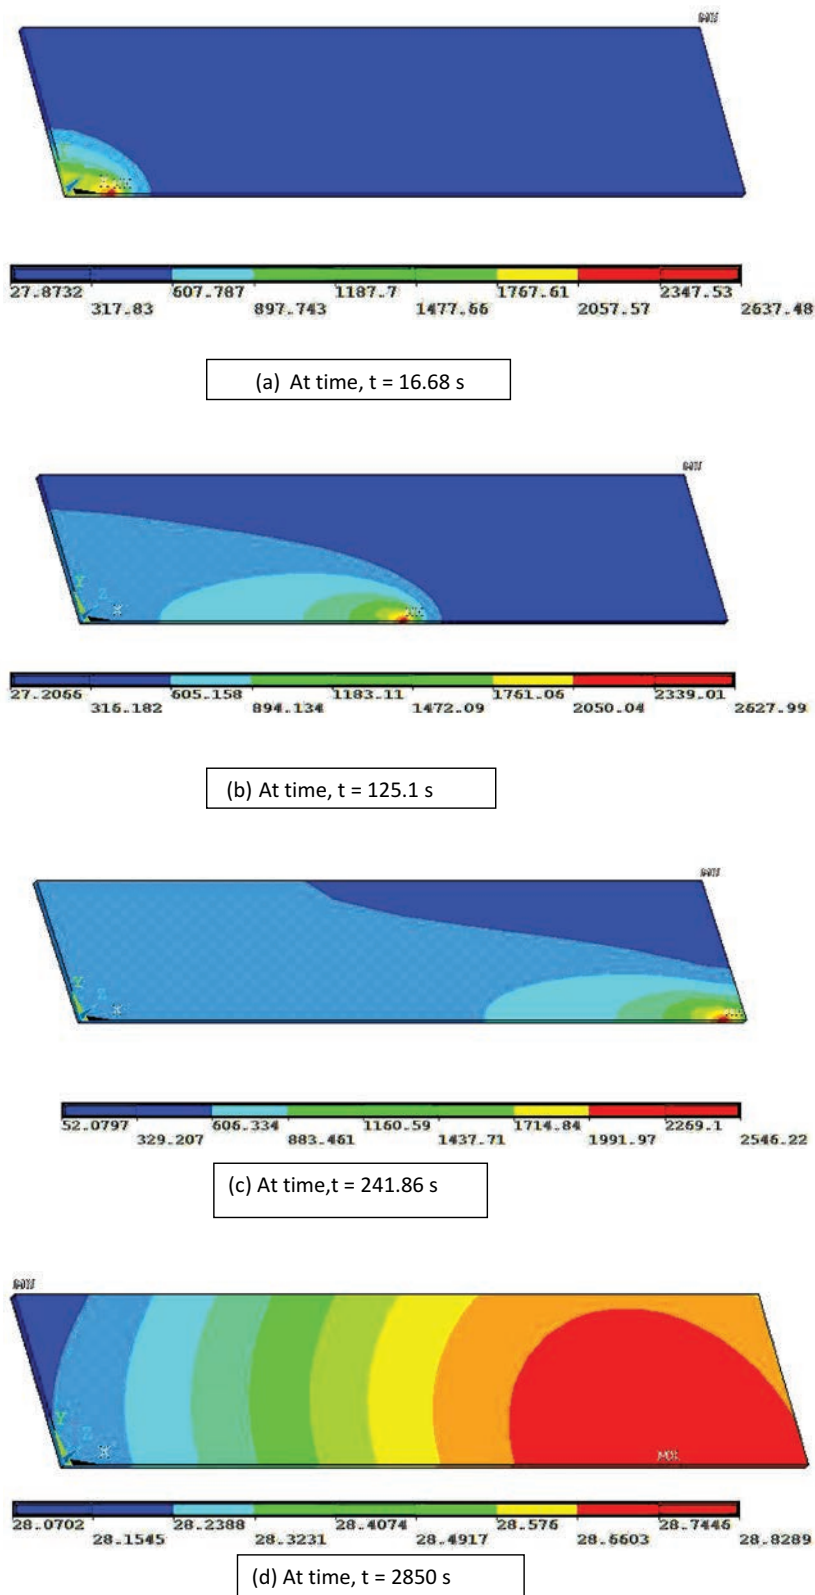 27.8732 607.787 1187.7 1767.61 2347.53
317.83 897.743 1477.66 2057.57 2637.48
(a) At time, t = 16.68 s
Y Z X
27.2066 605.158 1183.11 1761.06 2339.01
316.182 894.134 1472.09 2050.04 2627.99
(b) At time, t = 125.1 s
Y Z X
52.0797 606.334 1160.59 1714.84 2269.1
329.207 883.461 1437.71 1991.97 2546.22
(c) At time,t = 241.86 s
Y Z X
MX
28.0702 28.2388 28.4074 28.576 28.7446
28.1545 28.3231 28.4917 28.6603 28.8289
(d) At time, t = 2850 s